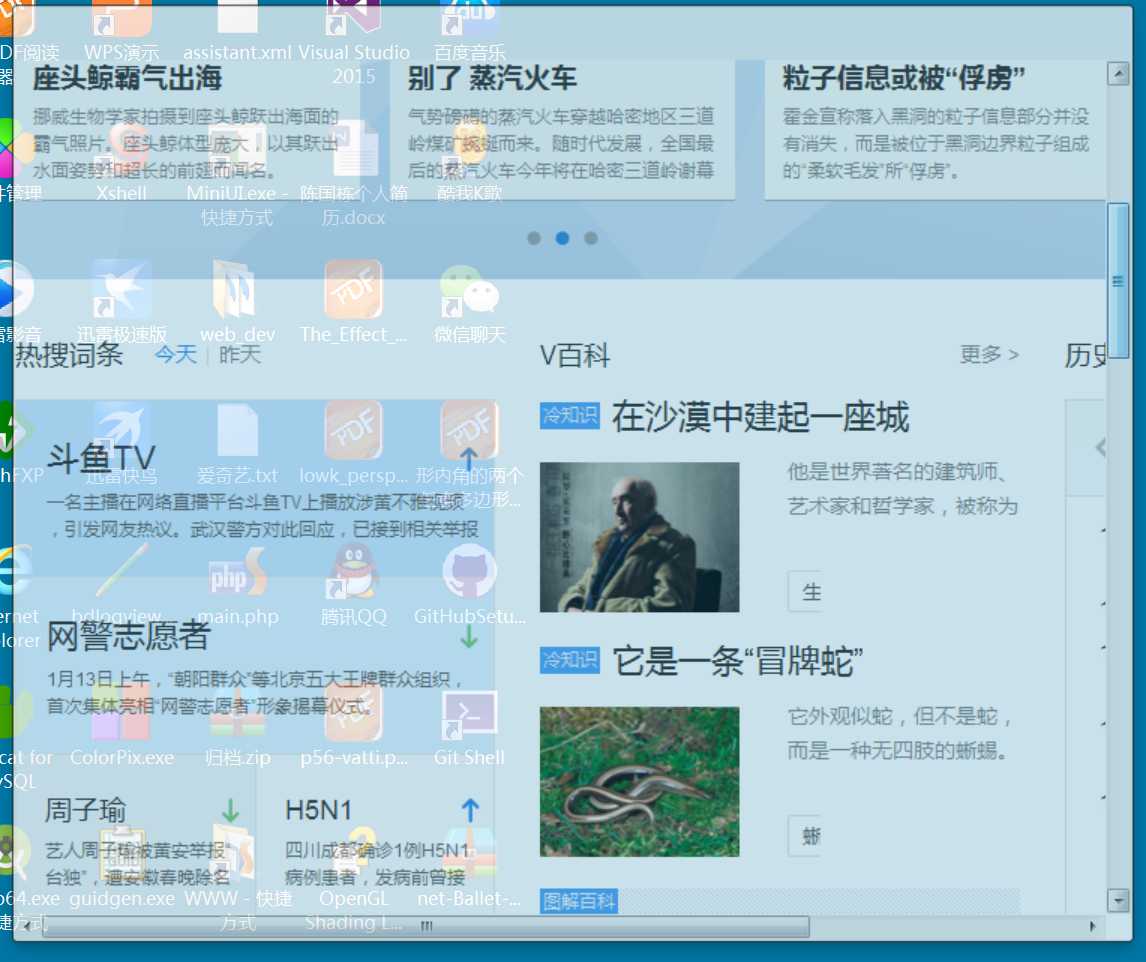 DF阅读
器
WPS演示
assistant.xml
Visual Studio
2015
百度音乐
座头鲸霸气出海
挪威生物学家拍摄到座头鲸跃出海面的
霸气照片。座头鲸体型庞大，以其跃出
水面姿势和超长的前翅而闻名。
别了 蒸汽火车
气势磅礴的蒸汽火车穿越哈密地区三道
岭煤矿蜿蜒而来。随时代发展，全国最
后的蒸汽火车今年将在哈密三道岭谢幕
粒子信息或被“俘虏”
霍金宣称落入黑洞的粒子信息部分并没
有消失，而是被位于黑洞边界粒子组成
的“柔软毛发”所“俘虏”。
件管理
Xshell
MiniUI.exe -
快捷方式
陈国栋个人简
历.docx
酷我K歌
雷影音
迅雷极速版
web_dev
The_Effect_...
微信聊天
热搜词条
今天 | 昨天
V百科
更多 >
历史
hFXP
迅雷快鸟
爱奇艺.txt
lowk_persp...
形内角的两个
斗鱼TV
一名主播在网络直播平台斗鱼TV上播放涉黄不雅视频
，引发网友热议。武汉警方对此回应，已接到相关举报
冷知识
在沙漠中建起一座城
他是世界著名的建筑师、
艺术家和哲学家，被称为
生
ernet
plorer
bdlogview...
main.php
腾讯QQ
GitHubSetu...
网警志愿者
1月13日上午，“朝阳群众”等北京五大王牌群众组织，
首次集体亮相“网警志愿者”形象揭幕仪式。
冷知识
它是一条“冒牌蛇”
它外观似蛇，但不是蛇，
而是一种无四肢的蜥蜴。
蜥
cat for
ySQL
ColorPix.exe
归档.zip
p56-vatti.p...
Git Shell
周子瑜
艺人周子瑜被黄安举报“
台独”，遭安徽春晚除名
H5N1
四川成都确诊1例H5N1
病例患者，发病前曾接
图解百科
p64.exe
捷方式
guidgen.exe
WWW - 快捷
方式
OpenGL
Shading L...
net-Ballet-...